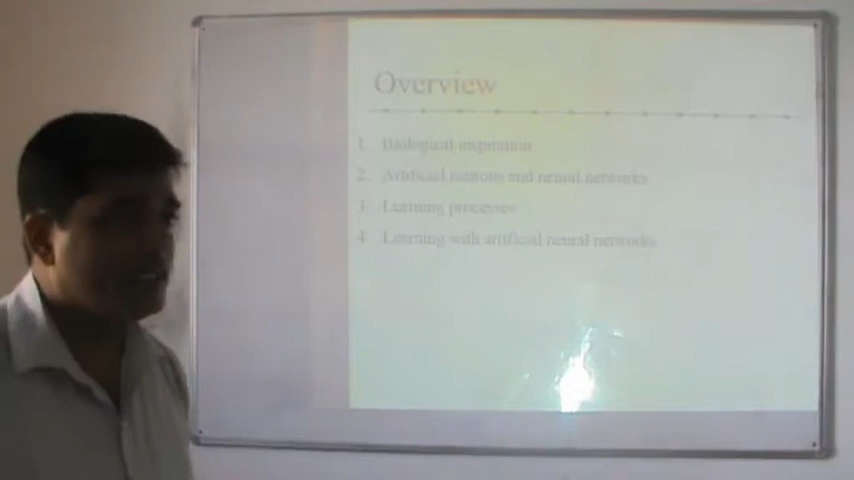 Overview
1. Biological inspiration
2. Artificial neurons and neural networks
3. Learning processes
4. Learning with artificial neural networks